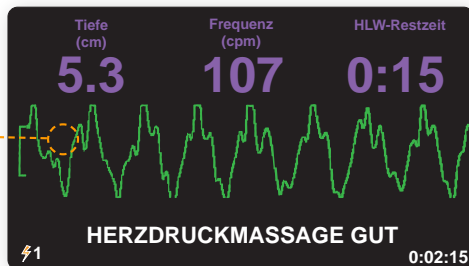 Tiefe
(cm)
Frequenz
(cpm)
HLW-Restzeit
5.3
107
0:15
HERZDRUCKMASSAGE GUT
1
0:02:15